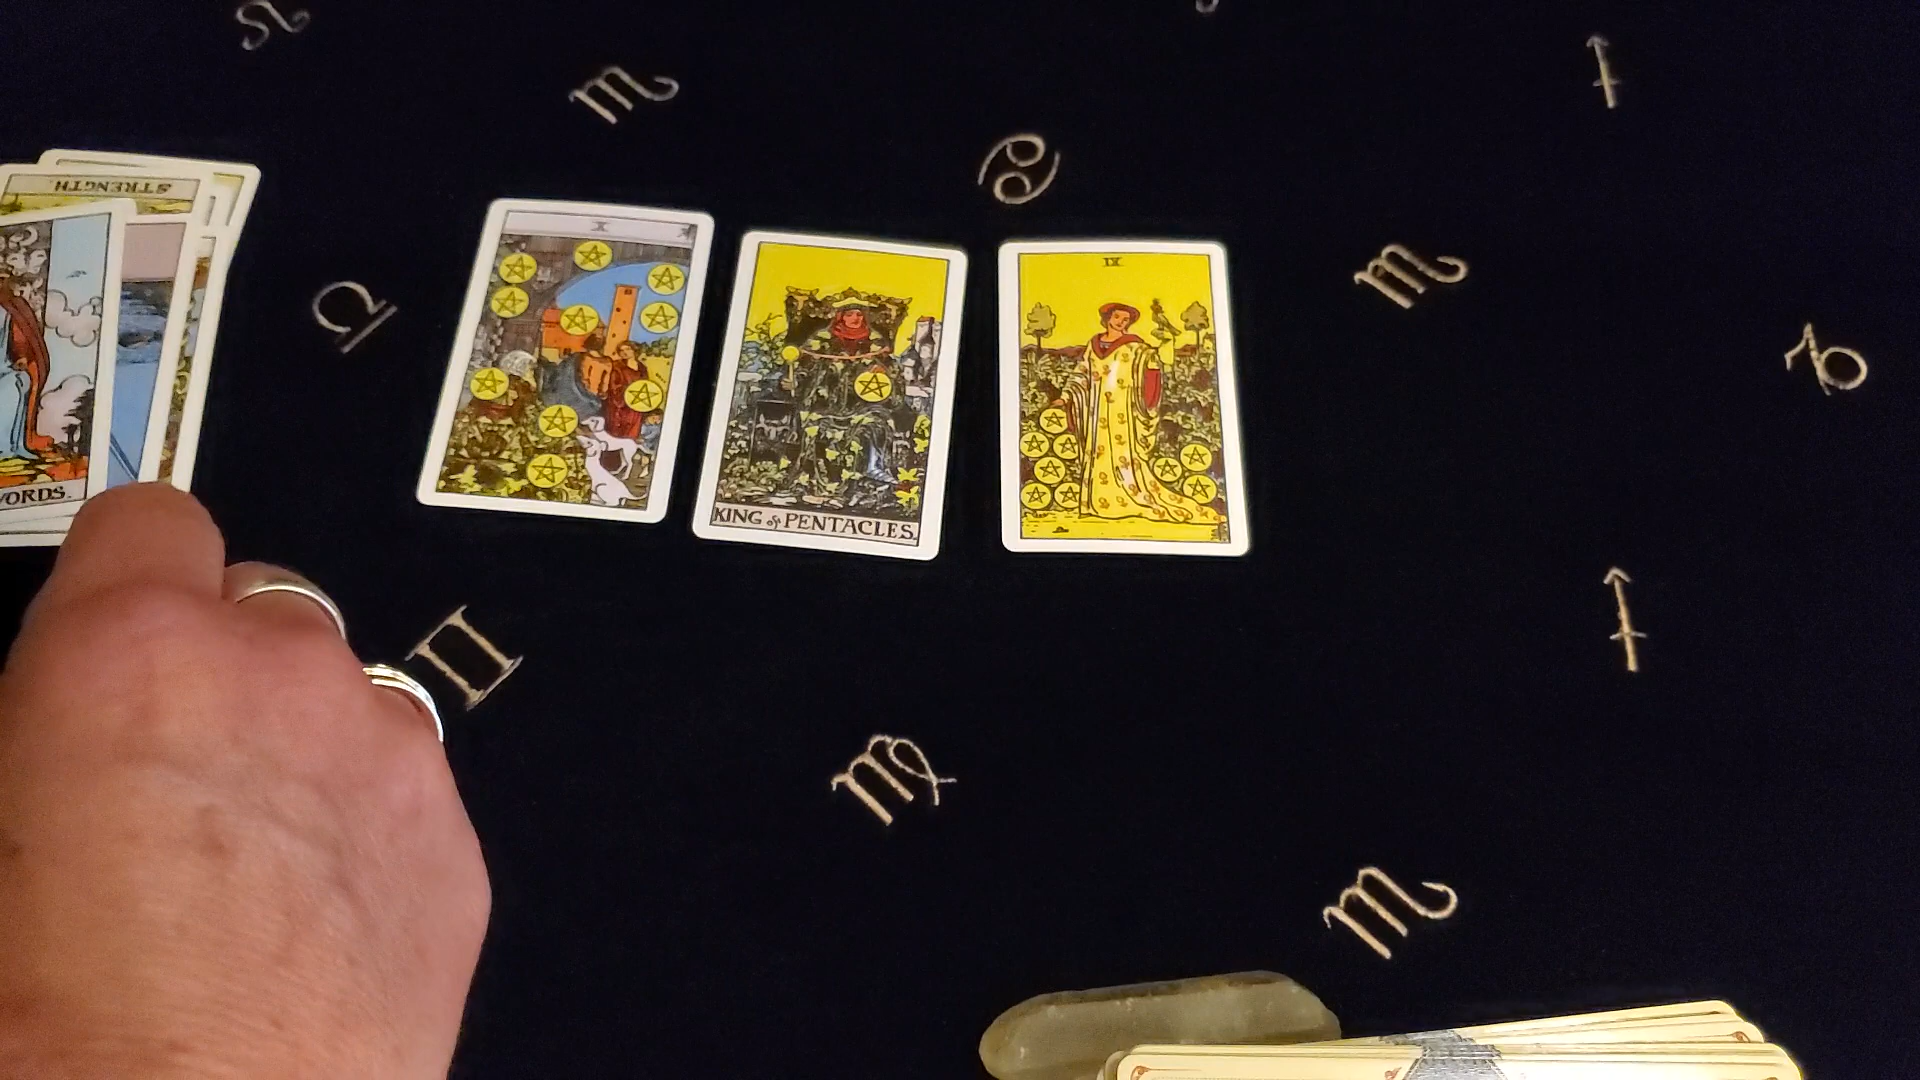 STRENGTH
WORDS.
X
KING of PENTACLES.
IX